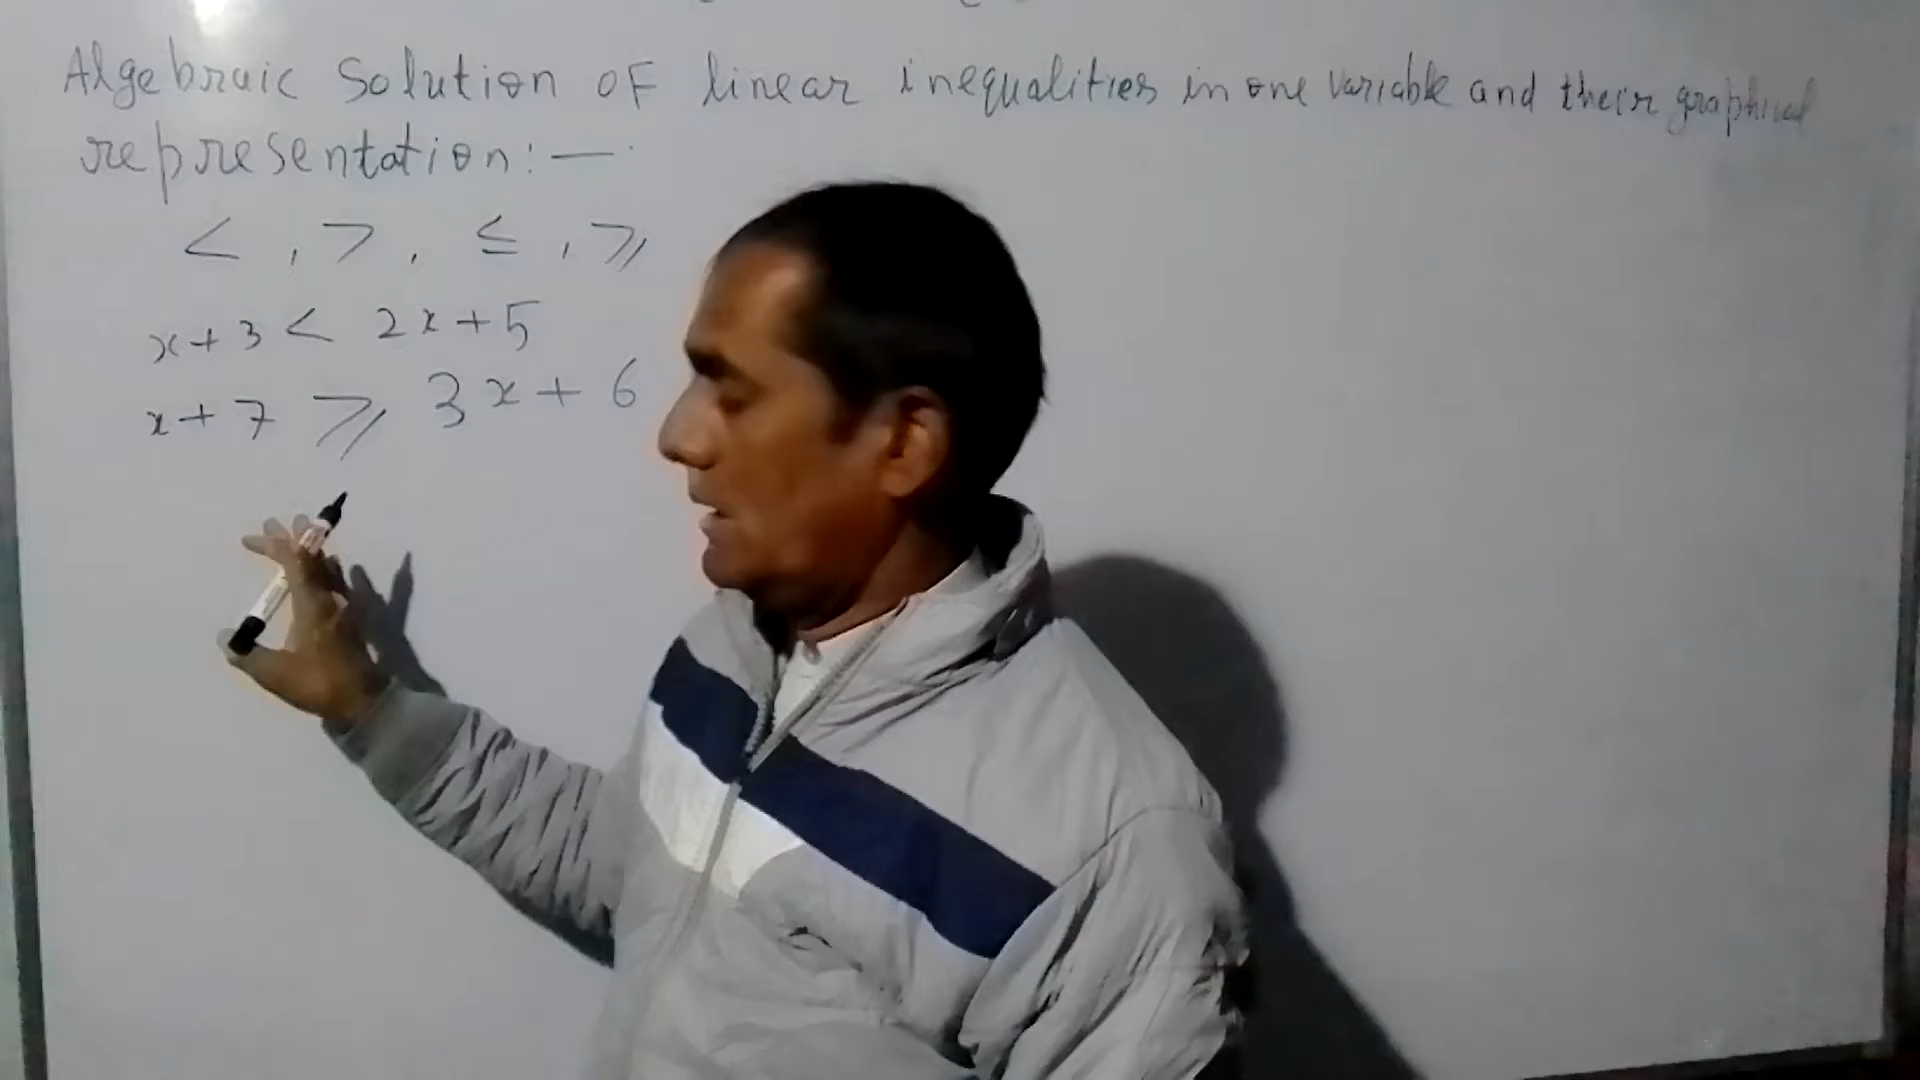 Algebraic Solution OF linear inequalities in one variable and their graphical
representation:—
< , > , ≤ , ≥
x+3 < 2x+5
x+7 ≥ 3x+6